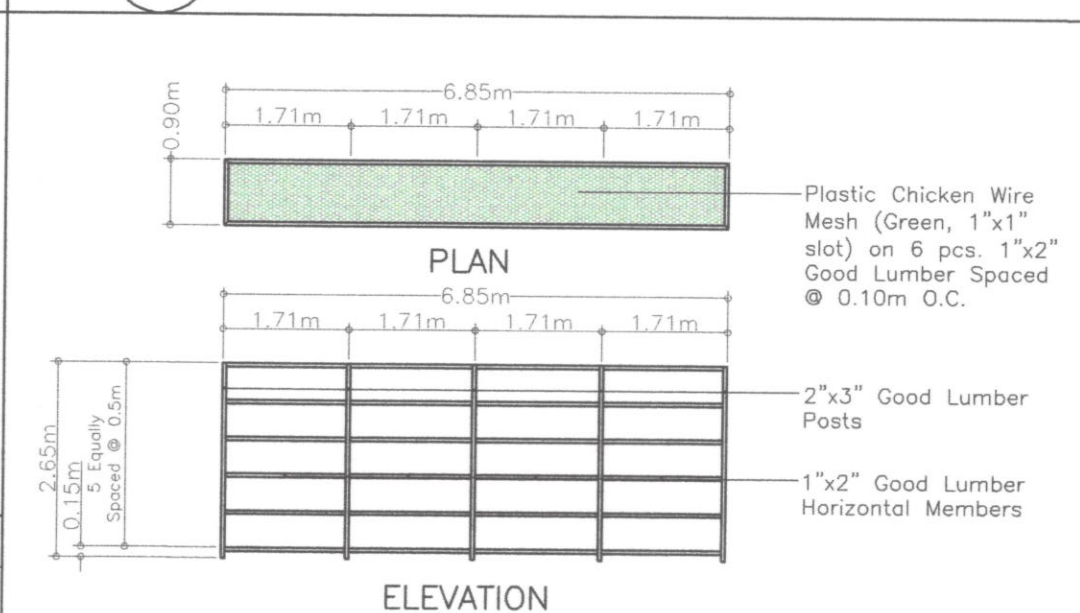 6.85m
1.71m 1.71m 1.71m 1.71m
0.90m
Plastic Chicken Wire
Mesh (Green, 1"x1"
slot) on 6 pcs. 1"x2"
Good Lumber Spaced
@ 0.10m O.C.
PLAN
6.85m
1.71m 1.71m 1.71m 1.71m
2.65m
0.15m
5 Equally
Spaced @ 0.5m
2"x3" Good Lumber
Posts
1"x2" Good Lumber
Horizontal Members
ELEVATION